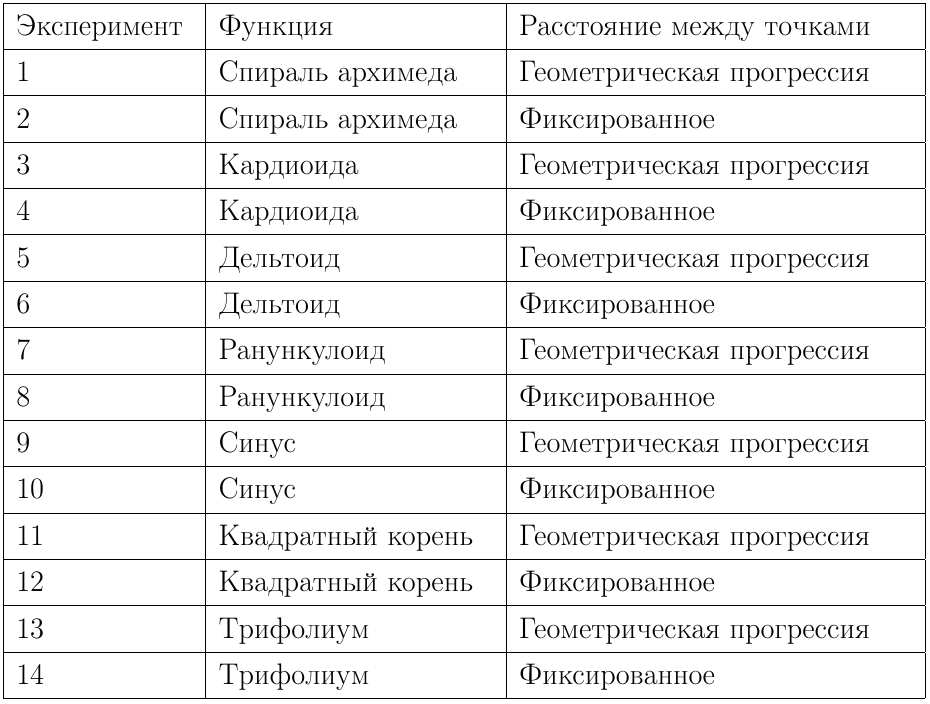 Эксперимент Функция Расстояние между точками
1 Спираль архимеда Геометрическая прогрессия
2 Спираль архимеда Фиксированное
3 Кардиоида Геометрическая прогрессия
4 Кардиоида Фиксированное
5 Дельтоид Геометрическая прогрессия
6 Дельтоид Фиксированное
7 Ранункулоид Геометрическая прогрессия
8 Ранункулоид Фиксированное
9 Синус Геометрическая прогрессия
10 Синус Фиксированное
11 Квадратный корень Геометрическая прогрессия
12 Квадратный корень Фиксированное
13 Трифолиум Геометрическая прогрессия
14 Трифолиум Фиксированное